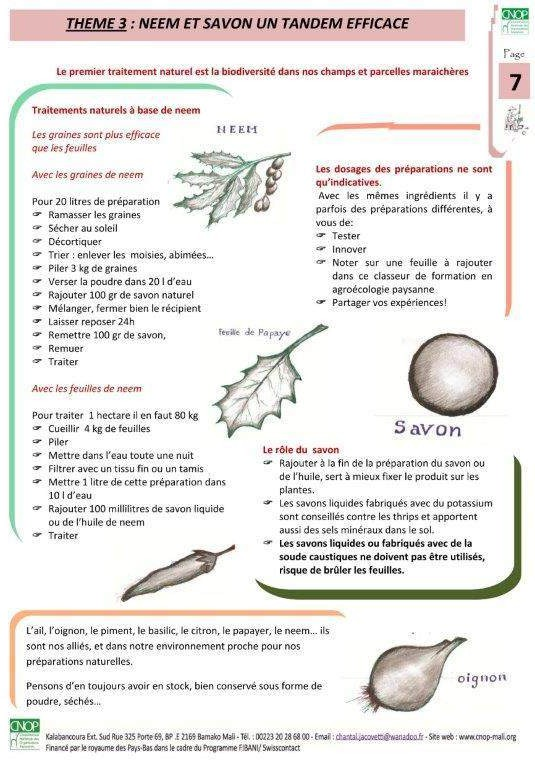 THEME 3 : NEEM ET SAVON UN TANDEM EFFICACE
CNOP
Page
7
Le premier traitement naturel est la biodiversité dans nos champs et parcelles maraichères
Traitements naturels à base de neem
Les graines sont plus efficace
que les feuilles
Avec les graines de neem
Pour 20 litres de préparation
☞ Ramasser les graines
☞ Sécher au soleil
☞ Décortiquer
☞ Trier : enlever les moisies, abimées…
☞ Piler 3 kg de graines
☞ Verser la poudre dans 20 l d'eau
☞ Rajouter 100 gr de savon naturel
☞ Mélanger, fermer bien le récipient
☞ Laisser reposer 24h
☞ Remettre 100 gr de savon,
☞ Remuer
☞ Traiter
Avec les feuilles de neem
Pour traiter 1 hectare il en faut 80 kg
☞ Cueillir 4 kg de feuilles
☞ Piler
☞ Mettre dans l'eau toute une nuit
☞ Filtrer avec un tissu fin ou un tamis
☞ Mettre 1 litre de cette préparation dans
10 l d'eau
☞ Rajouter 100 millilitres de savon liquide
ou de l'huile de neem
☞ Traiter
NEEM
Les dosages des préparations ne sont
qu'indicatives.
Avec les mêmes ingrédients il y a
parfois des préparations différentes, à
vous de:
☞ Tester
☞ Innover
☞ Noter sur une feuille à rajouter
dans ce classeur de formation en
agroécologie paysanne
☞ Partager vos expériences!
Feuille de Papaye
Savon
Le rôle du savon
☞ Rajouter à la fin de la préparation du savon ou
de l'huile, sert à mieux fixer le produit sur les
plantes.
☞ Les savons liquides fabriqués avec du potassium
sont conseillés contre les thrips et apportent
aussi des sels minéraux dans le sol.
☞ Les savons liquides ou fabriqués avec de la
soude caustiques ne doivent pas être utilisés,
risque de brûler les feuilles.
L'ail, l'oignon, le piment, le basilic, le citron, le papayer, le neem… ils
sont nos alliés, et dans notre environnement proche pour nos
préparations naturelles.
Pensons d'en toujours avoir en stock, bien conservé sous forme de
poudre, séchés…
oignon
CNOP
Kalabancoura Ext. Sud Rue 325 Porte 69, BP .E 2169 Bamako Mali - Tél. : 00223 20 28 68 00 - Email : chantal.jacovetti@wanadoo.fr - Site web : www.cnop-mali.org
Financé par le royaume des Pays-Bas dans le cadre du Programme FIBANI/ Swisscontact